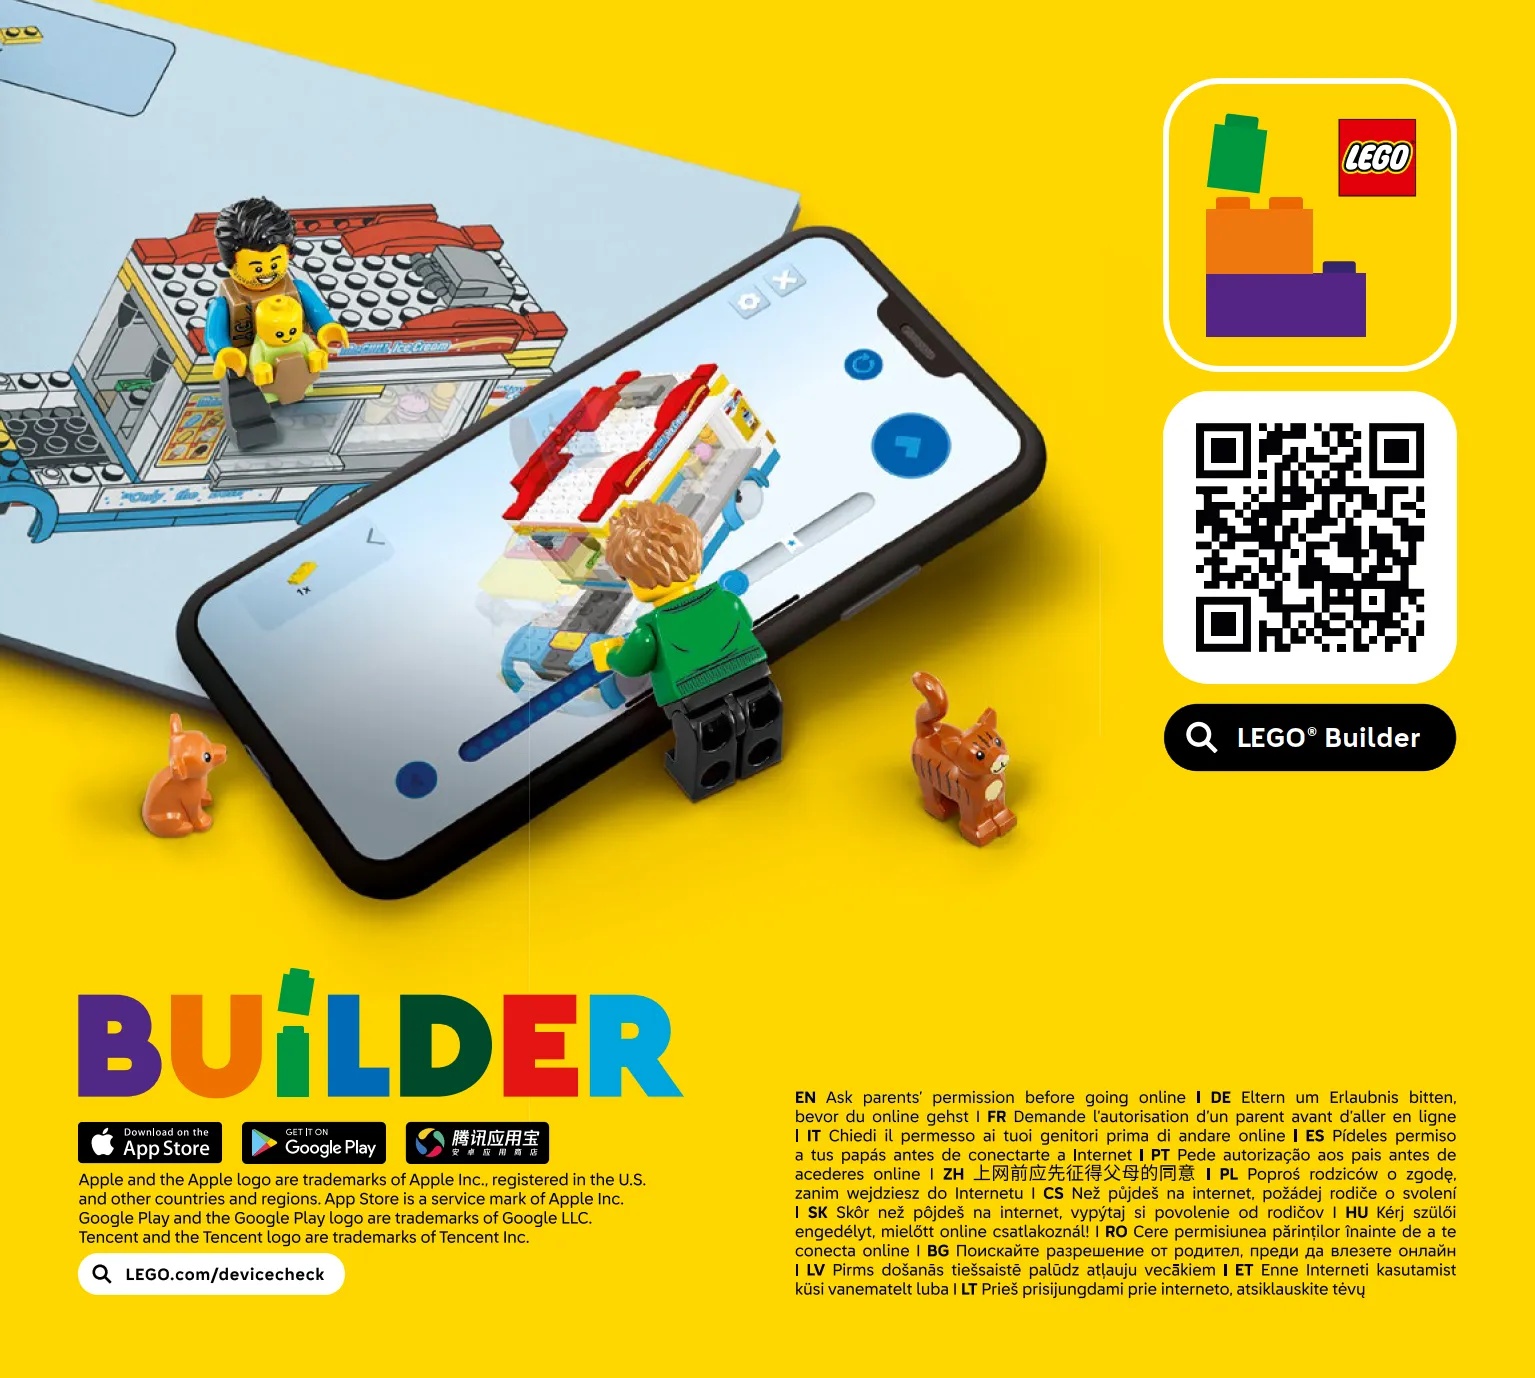 LEGO
Ice Cream
"Only the
1x
LEGO® Builder
BUiLDER
Download on the
App Store
GET IT ON
Google Play
腾讯应用宝
安卓应用商店
Apple and the Apple logo are trademarks of Apple Inc., registered in the U.S.
and other countries and regions. App Store is a service mark of Apple Inc.
Google Play and the Google Play logo are trademarks of Google LLC.
Tencent and the Tencent logo are trademarks of Tencent Inc.
LEGO.com/devicecheck
EN Ask parents’ permission before going online I DE Eltern um Erlaubnis bitten,
bevor du online gehst I FR Demande l’autorisation d’un parent avant d’aller en ligne
I IT Chiedi il permesso ai tuoi genitori prima di andare online I ES Pídeles permiso
a tus papás antes de conectarte a Internet I PT Pede autorização aos pais antes de
acederes online I ZH 上网前应先征得父母的同意 I PL Poproś rodziców o zgodę,
zanim wejdziesz do Internetu I CS Než půjdeš na internet, požádej rodiče o svolení
I SK Skôr než pôjdeš na internet, vypýtaj si povolenie od rodičov I HU Kérj szülői
engedélyt, mielőtt online csatlakoznál! I RO Cere permisiunea părinților înainte de a te
conecta online I BG Поискайте разрешение от родител, преди да влезете онлайн
I LV Pirms došanās tiešsaistē palūdz atļauju vecākiem I ET Enne Interneti kasutamist
küsi vanematelt luba I LT Prieš prisijungdami prie interneto, atsiklauskite tėvų